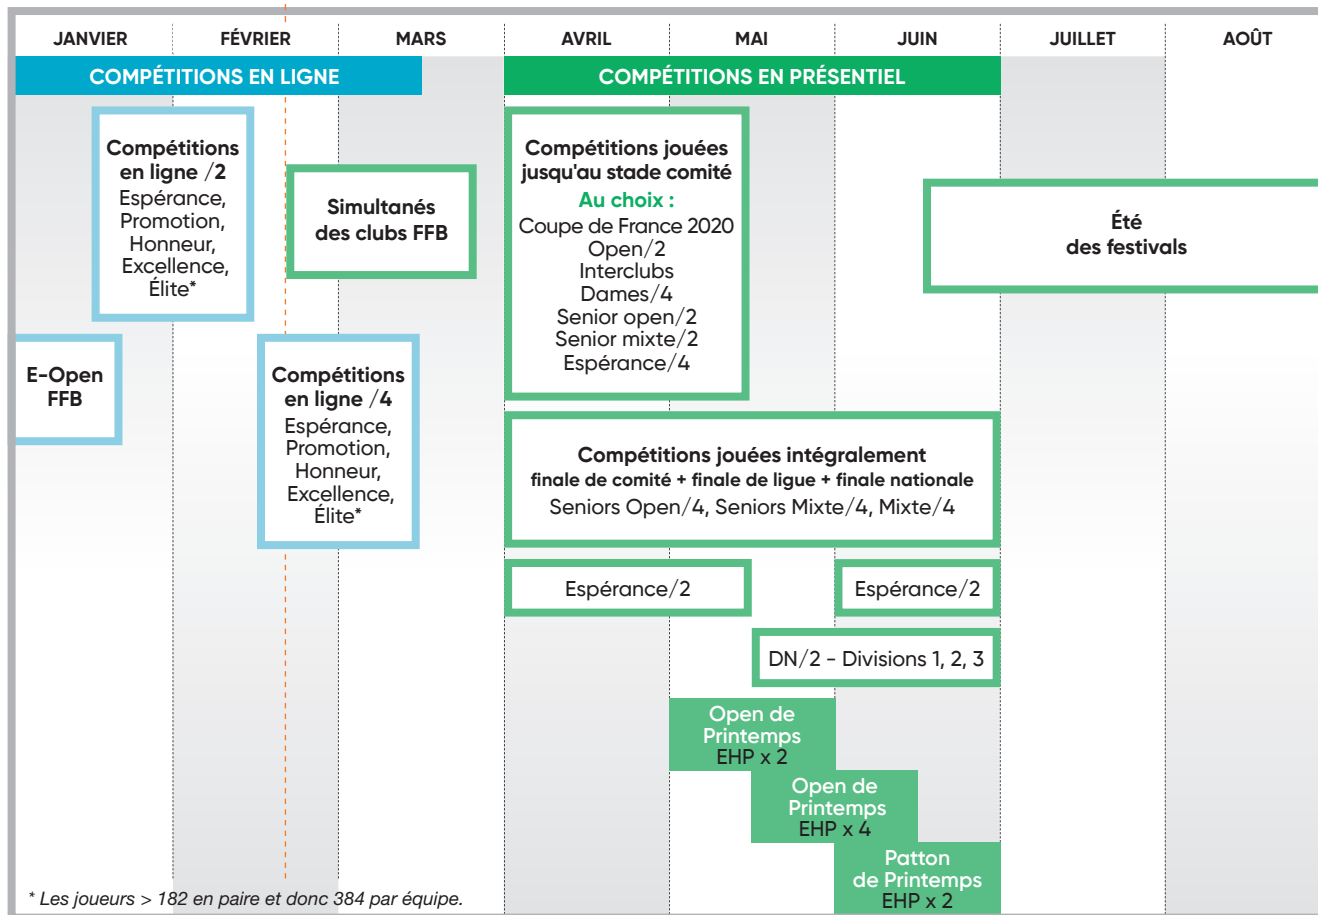 JANVIER
FÉVRIER
MARS
AVRIL
MAI
JUIN
JUILLET
AOÛT
COMPÉTITIONS EN LIGNE
COMPÉTITIONS EN PRÉSENTIEL
Compétitions
en ligne /2
Espérance,
Promotion,
Honneur,
Excellence,
Élite*
Simultanés
des clubs FFB
Compétitions jouées
jusqu'au stade comité
Au choix :
Coupe de France 2020
Open/2
Interclubs
Dames/4
Senior open/2
Senior mixte/2
Espérance/4
Été
des festivals
E-Open
FFB
Compétitions
en ligne /4
Espérance,
Promotion,
Honneur,
Excellence,
Élite*
Compétitions jouées intégralement
finale de comité + finale de ligue + finale nationale
Seniors Open/4, Seniors Mixte/4, Mixte/4
Espérance/2
Espérance/2
DN/2 - Divisions 1, 2, 3
Open de
Printemps
EHP x 2
Open de
Printemps
EHP x 4
Patton
de Printemps
EHP x 2
* Les joueurs > 182 en paire et donc 384 par équipe.